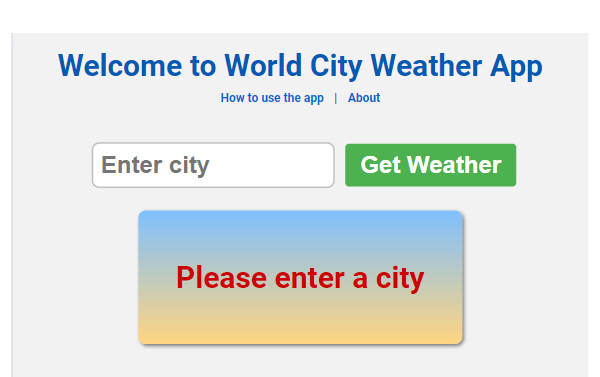 Welcome to World City Weather App
How to use the app | About
Enter city Get Weather
Please enter a city